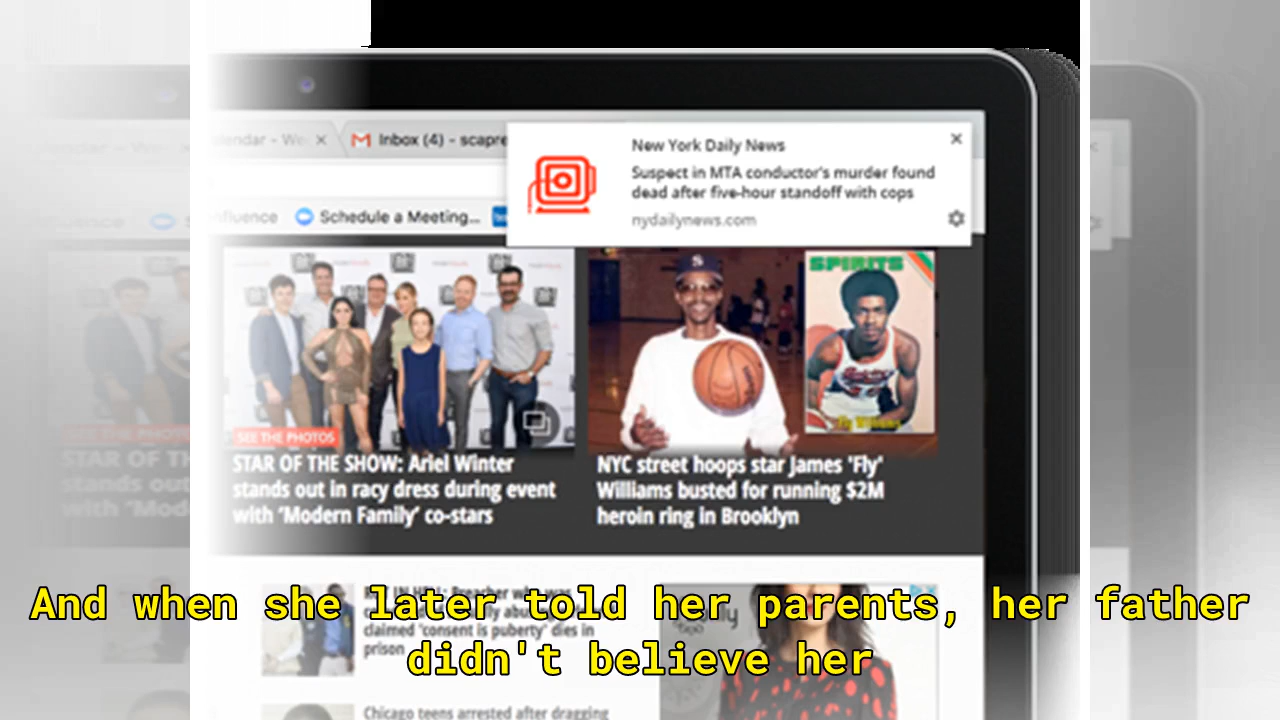 Inbox (4) - scapre
New York Daily News
Suspect in MTA conductor's murder found
dead after five-hour standoff with cops
nydailynews.com
Schedule a Meeting...
SPIRITS
SEE THE PHOTOS
STAR OF THE SHOW: Ariel Winter
stands out in racy dress during event
with 'Modern Family' co-stars
NYC street hoops star James 'Fly'
Williams busted for running $2M
heroin ring in Brooklyn
claimed 'consent is puberty' dies in
prison
And when she later told her parents, her father
didn't believe her
Chicago teens arrested after dragging